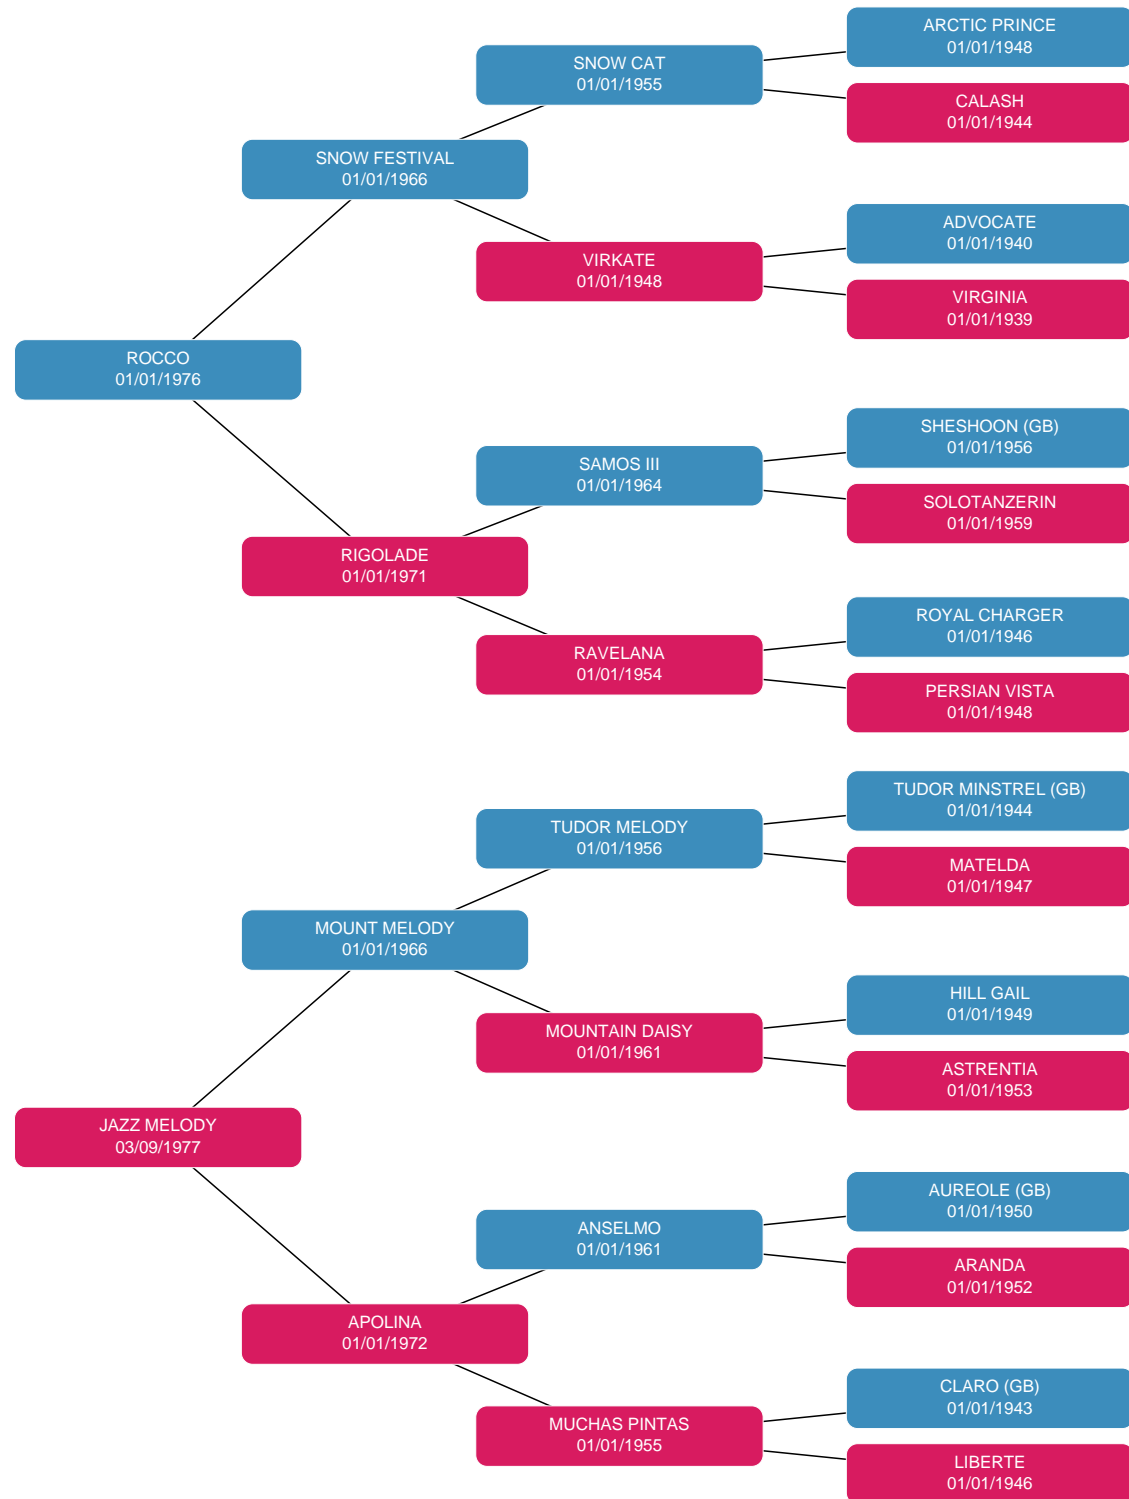 ARCTIC PRINCE
01/01/1948
SNOW CAT
01/01/1955
CALASH
01/01/1944
SNOW FESTIVAL
01/01/1966
ADVOCATE
01/01/1940
VIRKATE
01/01/1948
VIRGINIA
01/01/1939
ROCCO
01/01/1976
SHESHOON (GB)
01/01/1956
SAMOS III
01/01/1964
SOLOTANZERIN
01/01/1959
RIGOLADE
01/01/1971
ROYAL CHARGER
01/01/1946
RAVELANA
01/01/1954
PERSIAN VISTA
01/01/1948
TUDOR MINSTREL (GB)
01/01/1944
TUDOR MELODY
01/01/1956
MATELDA
01/01/1947
MOUNT MELODY
01/01/1966
HILL GAIL
01/01/1949
MOUNTAIN DAISY
01/01/1961
ASTRENTIA
01/01/1953
JAZZ MELODY
03/09/1977
AUREOLE (GB)
01/01/1950
ANSELMO
01/01/1961
ARANDA
01/01/1952
APOLINA
01/01/1972
CLARO (GB)
01/01/1943
MUCHAS PINTAS
01/01/1955
LIBERTE
01/01/1946